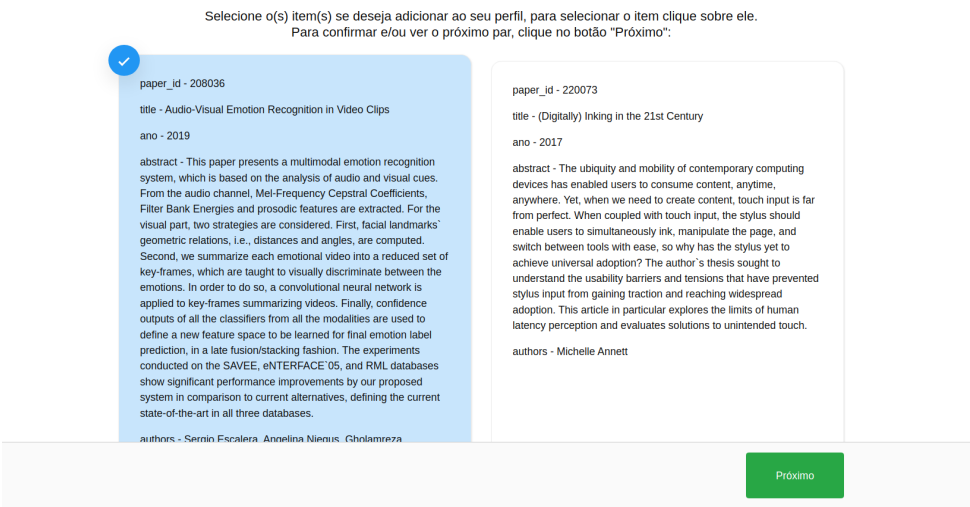 Selecione o(s) item(s) se deseja adicionar ao seu perfil, para selecionar o item clique sobre ele.
Para confirmar e/ou ver o próximo par, clique no botão "Próximo":
paper_id - 208036
title - Audio-Visual Emotion Recognition in Video Clips
ano - 2019
abstract - This paper presents a multimodal emotion recognition
system, which is based on the analysis of audio and visual cues.
From the audio channel, Mel-Frequency Cepstral Coefficients,
Filter Bank Energies and prosodic features are extracted. For the
visual part, two strategies are considered. First, facial landmarks`
geometric relations, i.e., distances and angles, are computed.
Second, we summarize each emotional video into a reduced set of
key-frames, which are taught to visually discriminate between the
emotions. In order to do so, a convolutional neural network is
applied to key-frames summarizing videos. Finally, confidence
outputs of all the classifiers from all the modalities are used to
define a new feature space to be learned for final emotion label
prediction, in a late fusion/stacking fashion. The experiments
conducted on the SAVEE, eNTERFACE`05, and RML databases
show significant performance improvements by our proposed
system in comparison to current alternatives, defining the current
state-of-the-art in all three databases.
authors - Sergio Escalera, Angelina Njegus, Gholamreza
paper_id - 220073
title - (Digitally) Inking in the 21st Century
ano - 2017
abstract - The ubiquity and mobility of contemporary computing
devices has enabled users to consume content, anytime,
anywhere. Yet, when we need to create content, touch input is far
from perfect. When coupled with touch input, the stylus should
enable users to simultaneously ink, manipulate the page, and
switch between tools with ease, so why has the stylus yet to
achieve universal adoption? The author`s thesis sought to
understand the usability barriers and tensions that have prevented
stylus input from gaining traction and reaching widespread
adoption. This article in particular explores the limits of human
latency perception and evaluates solutions to unintended touch.
authors - Michelle Annett
Próximo